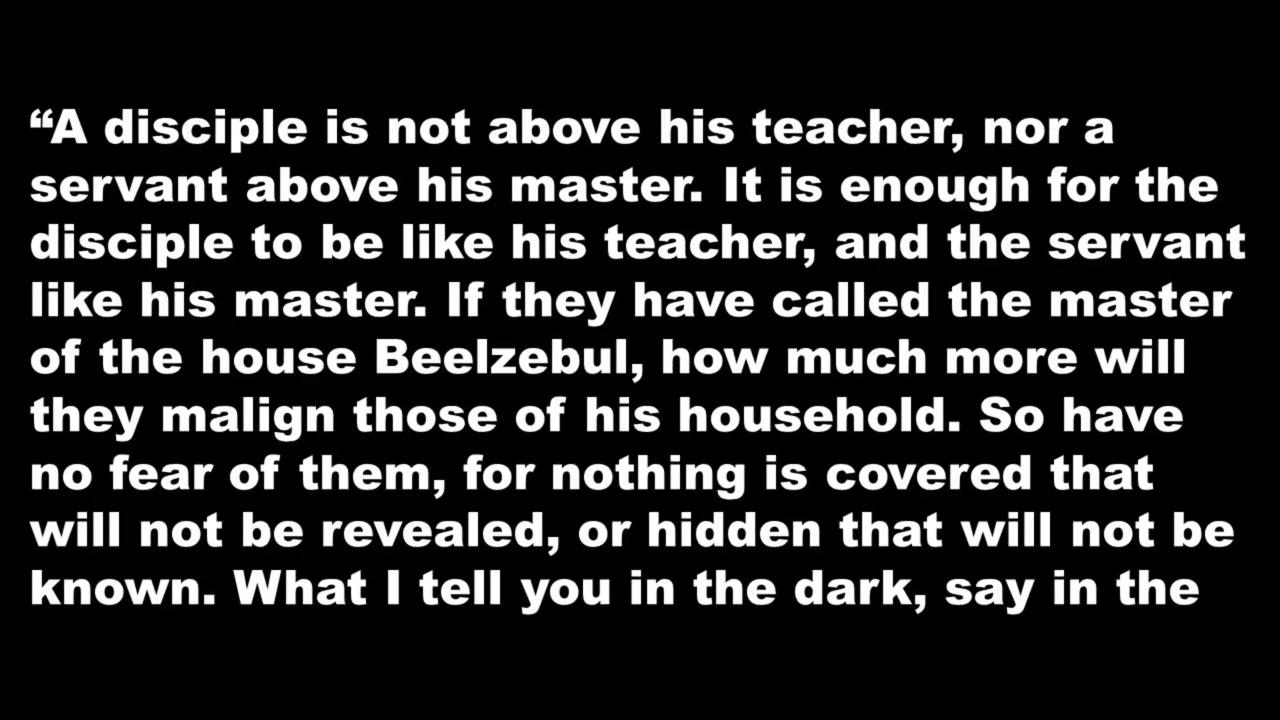 “A disciple is not above his teacher, nor a
servant above his master. It is enough for the
disciple to be like his teacher, and the servant
like his master. If they have called the master
of the house Beelzebul, how much more will
they malign those of his household. So have
no fear of them, for nothing is covered that
will not be revealed, or hidden that will not be
known. What I tell you in the dark, say in the